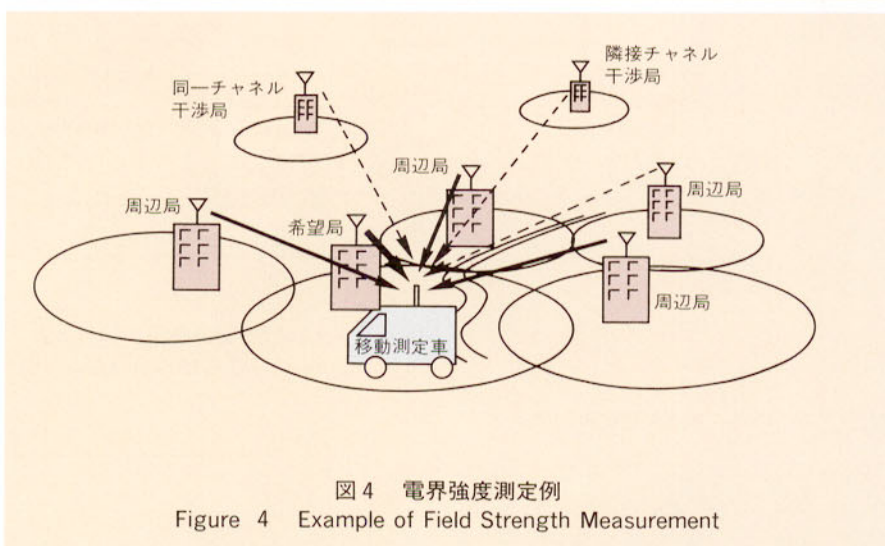 同一チャネル
干渉局
隣接チャネル
干渉局
周辺局
周辺局
周辺局
希望局
周辺局
移動測定車
図4 電界強度測定例
Figure 4 Example of Field Strength Measurement